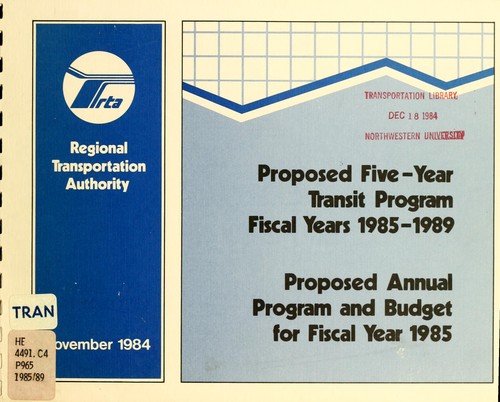 rta
Regional
Transportation
Authority
ovember 1984
TRAN
HE
4491.C4
P965
1985/89
TRANSPORTATION LIBRARY
DEC 18 1984
NORTHWESTERN UNIVERSITY
Proposed Five-Year
Transit Program
Fiscal Years 1985-1989
Proposed Annual
Program and Budget
for Fiscal Year 1985